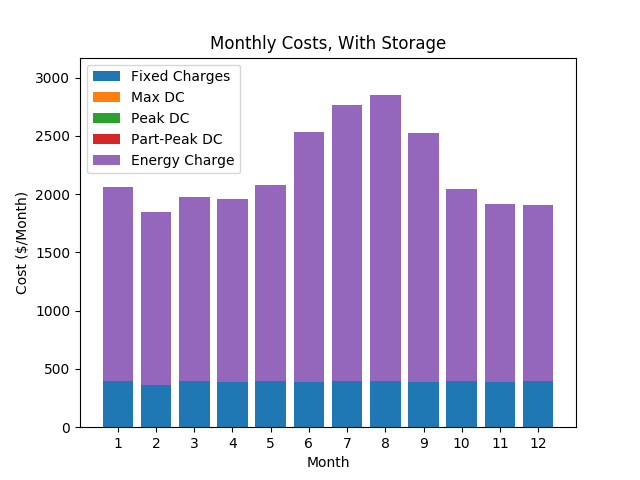 Monthly Costs, With Storage
Fixed Charges
Max DC
Peak DC
Part-Peak DC
Energy Charge
3000
2500
2000
1500
1000
500
0
Cost ($/Month)
1 2 3 4 5 6 7 8 9 10 11 12
Month